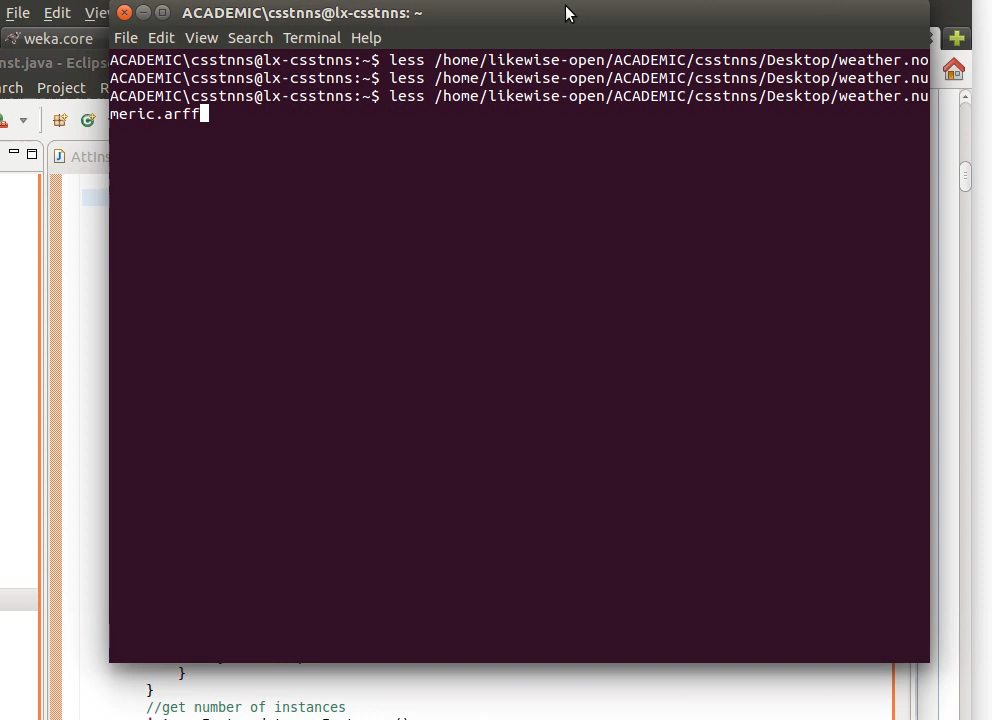 File Edit
weka.core
ACADEMIC\csstnns@lx-csstnns: ~
nst.java - Eclips
File Edit View Search Terminal Help
rch Project
AttIns
ACADEMIC\csstnns@lx-csstnns:~$ less /home/likewise-open/ACADEMIC/csstnns/Desktop/weather.no
ACADEMIC\csstnns@lx-csstnns:~$ less /home/likewise-open/ACADEMIC/csstnns/Desktop/weather.nu
ACADEMIC\csstnns@lx-csstnns:~$ less /home/likewise-open/ACADEMIC/csstnns/Desktop/weather.nu
meric.arff
}
}
//get number of instances